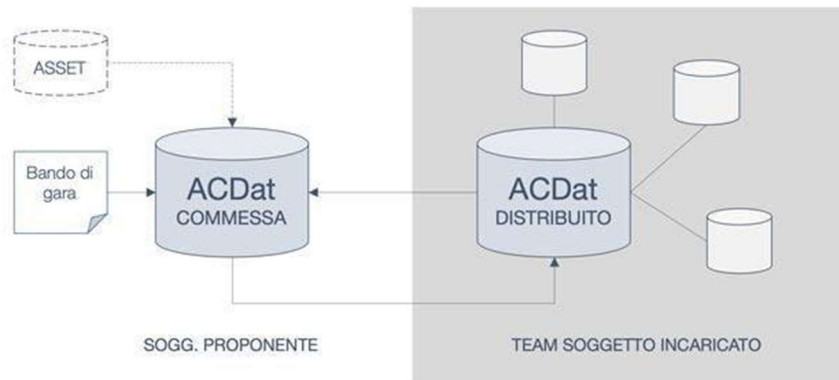 ASSET
Bando di
gara
ACDat
COMMESSA
ACDat
DISTRIBUITO
SOGG. PROPONENTE
TEAM SOGGETTO INCARICATO